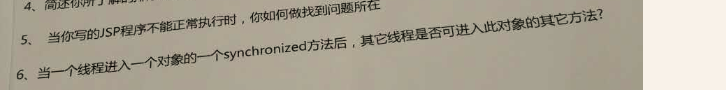 4、简述你所了解的
5、 当你写的JSP程序不能正常执行时，你如何做找到问题所在
6、当一个线程进入一个对象的一个synchronized方法后，其它线程是否可进入此对象的其它方法?